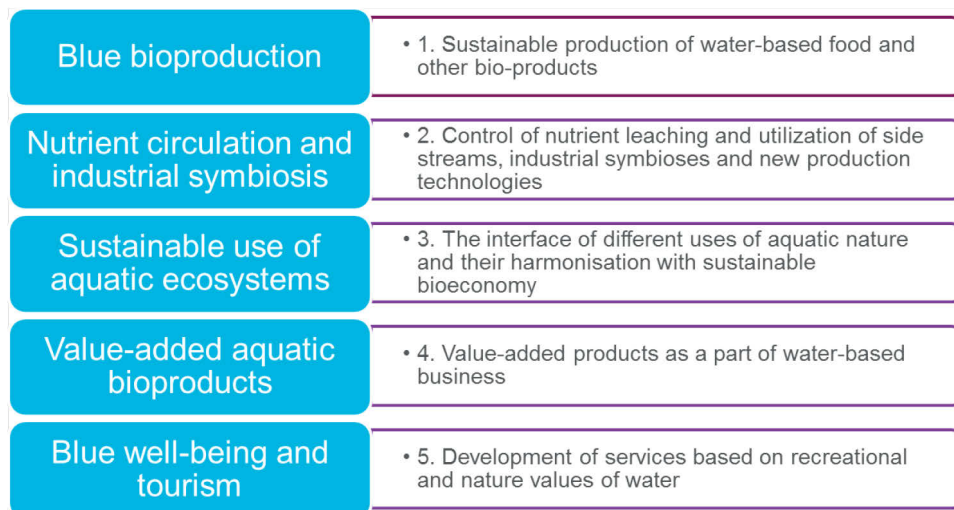 Blue bioproduction
• 1. Sustainable production of water-based food and
other bio-products
Nutrient circulation and
industrial symbiosis
• 2. Control of nutrient leaching and utilization of side
streams, industrial symbioses and new production
technologies
Sustainable use of
aquatic ecosystems
• 3. The interface of different uses of aquatic nature
and their harmonisation with sustainable
bioeconomy
Value-added aquatic
bioproducts
• 4. Value-added products as a part of water-based
business
Blue well-being and
tourism
• 5. Development of services based on recreational
and nature values of water